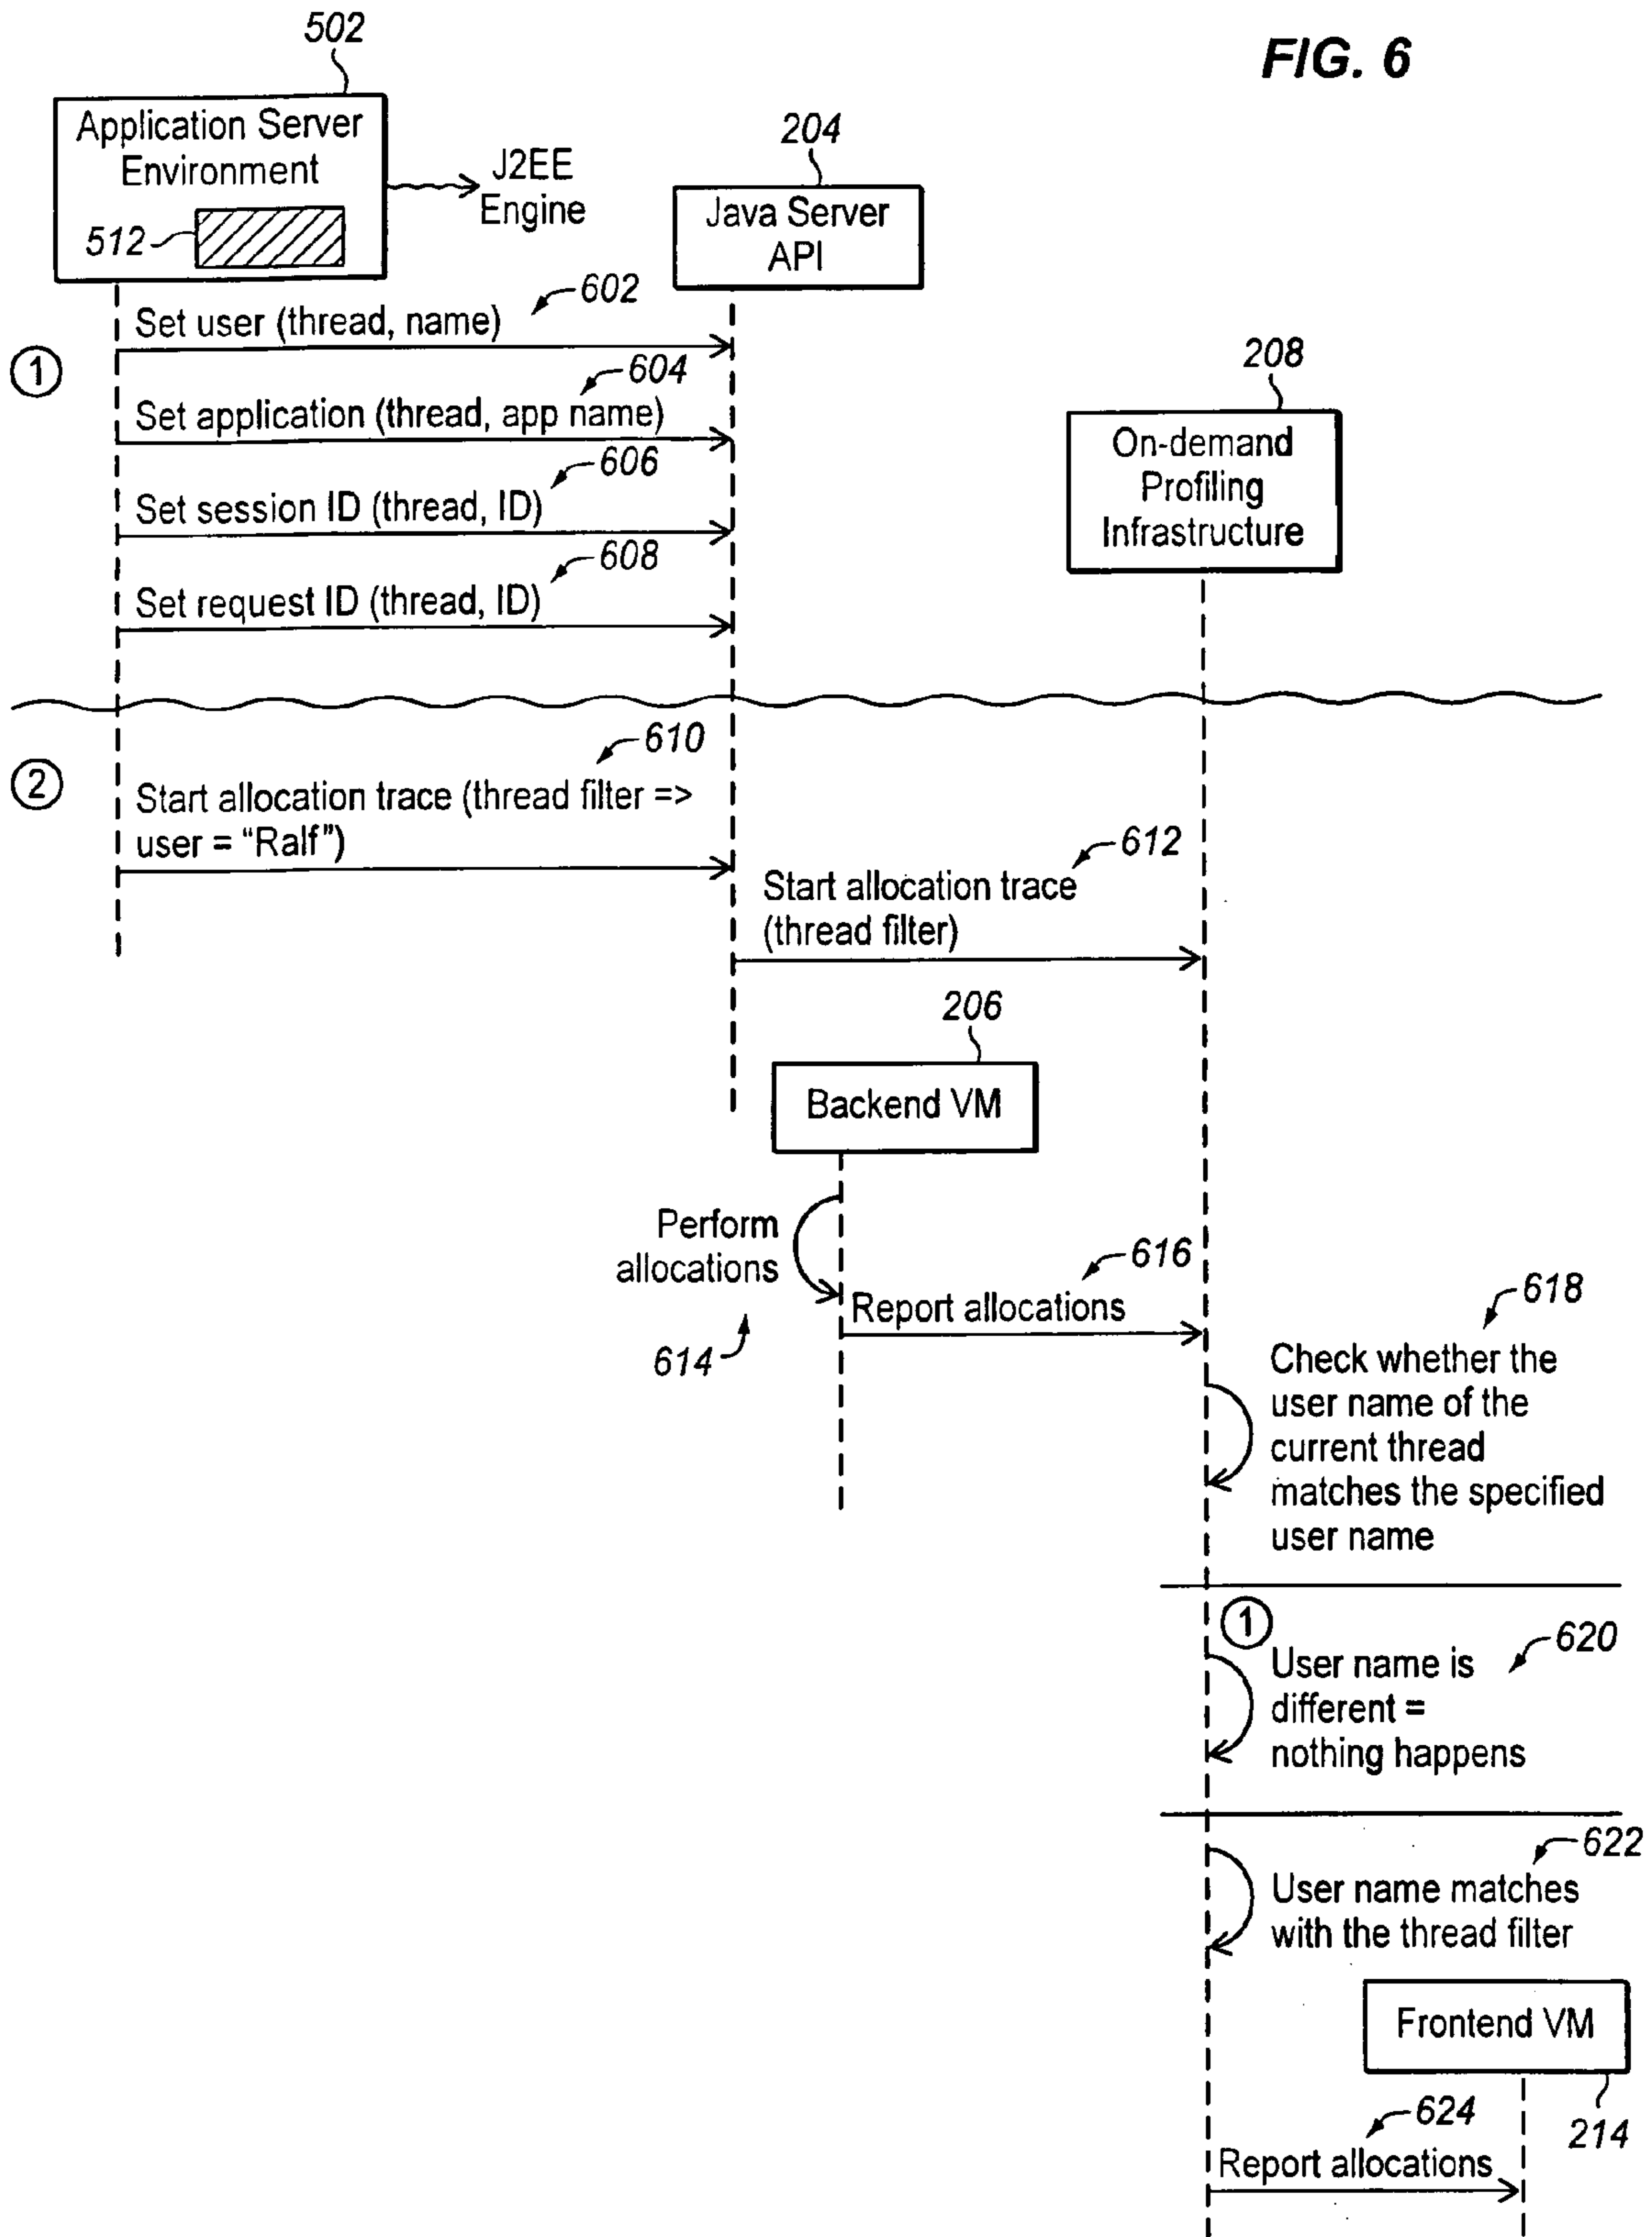 FIG. 6
502
Application Server
Environment
512
J2EE
Engine
204
Java Server
API
602
Set user (thread, name)
1
604
Set application (thread, app name)
606
Set session ID (thread, ID)
608
Set request ID (thread, ID)
208
On-demand
Profiling
Infrastructure
2
610
Start allocation trace (thread filter =>
user = “Ralf”)
612
Start allocation trace
(thread filter)
206
Backend VM
Perform
allocations
614
616
Report allocations
618
Check whether the
user name of the
current thread
matches the specified
user name
1
620
User name is
different =
nothing happens
622
User name matches
with the thread filter
Frontend VM
214
624
Report allocations